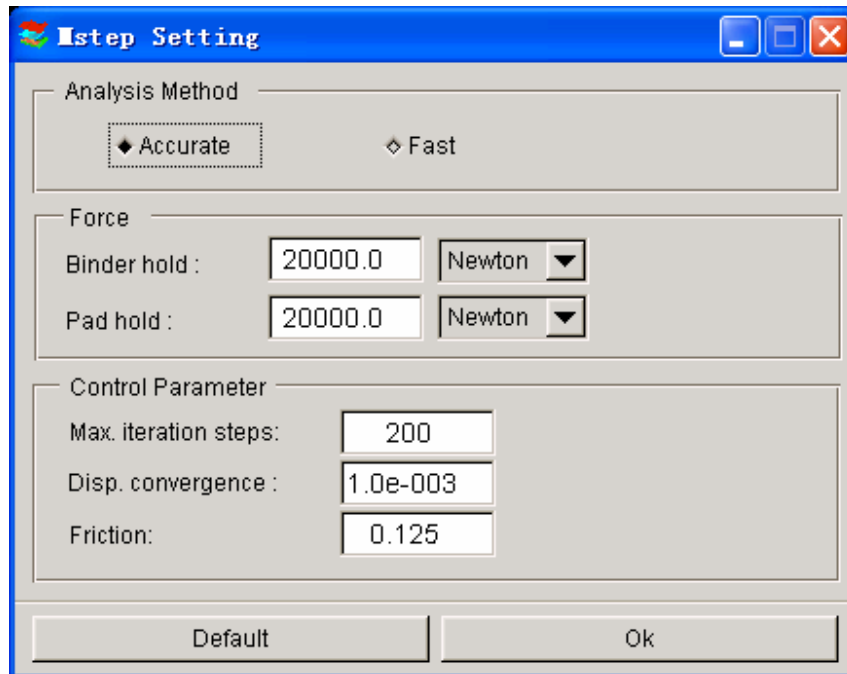 Mstep Setting
Analysis Method
Accurate Fast
Force
Binder hold : 20000.0 Newton
Pad hold : 20000.0 Newton
Control Parameter
Max. iteration steps: 200
Disp. convergence : 1.0e-003
Friction: 0.125
Default Ok